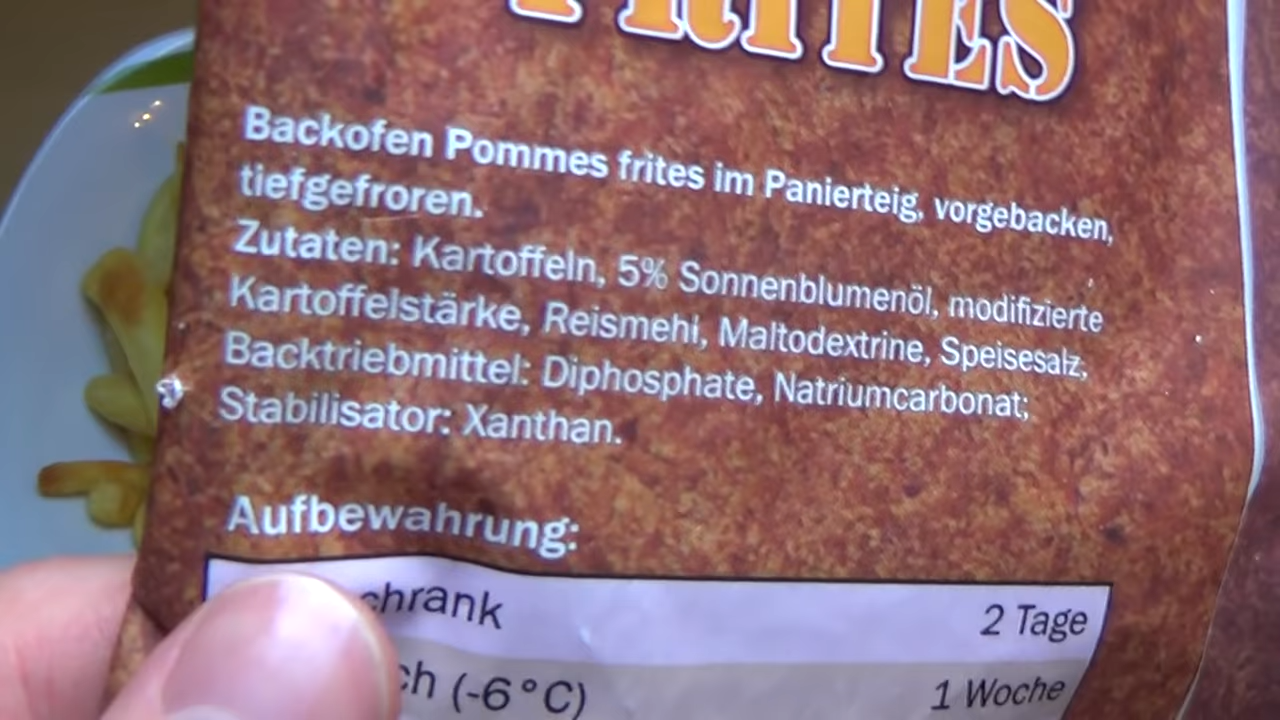 FRITES
Backofen Pommes frites im Panierteig, vorgebacken,
tiefgefroren.
Zutaten: Kartoffeln, 5% Sonnenblumenöl, modifizierte
Kartoffelstärke, Reismehl, Maltodextrine, Speisesalz,
Backtriebmittel: Diphosphate, Natriumcarbonat;
Stabilisator: Xanthan.
Aufbewahrung:
chrank 2 Tage
ch (-6°C) 1 Woche